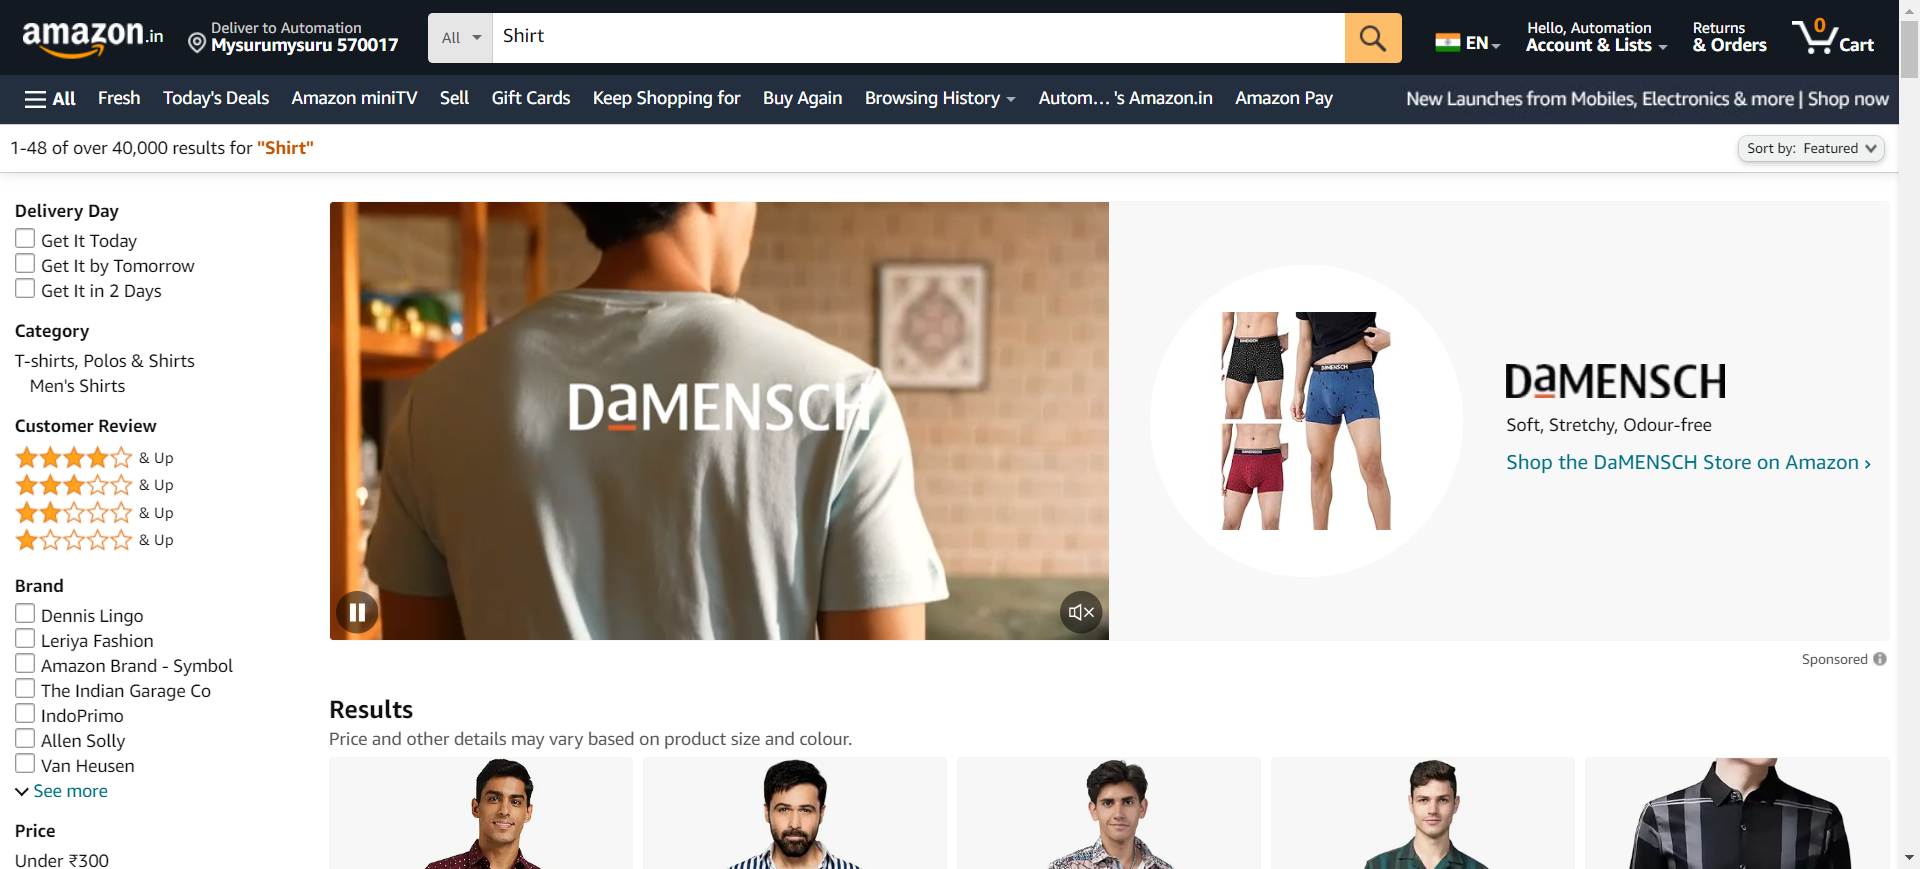 amazon.in
Deliver to Automation
Mysurumysuru 570017
All
Shirt
EN
Hello, Automation
Account & Lists
Returns
& Orders
0
Cart
All
Fresh
Today's Deals
Amazon miniTV
Sell
Gift Cards
Keep Shopping for
Buy Again
Browsing History
Autom... 's Amazon.in
Amazon Pay
New Launches from Mobiles, Electronics & more | Shop now
1-48 of over 40,000 results for "Shirt"
Sort by: Featured
Delivery Day
Get It Today
Get It by Tomorrow
Get It in 2 Days
Category
T-shirts, Polos & Shirts
Men's Shirts
Customer Review
& Up
& Up
& Up
& Up
Brand
Dennis Lingo
Leriya Fashion
Amazon Brand - Symbol
The Indian Garage Co
IndoPrimo
Allen Solly
Van Heusen
See more
Price
Under ₹300
DaMENSCH
DAMENSCH
DAMENSCH
DAMENSCH
DaMENSCH
Soft, Stretchy, Odour-free
Shop the DaMENSCH Store on Amazon ›
Sponsored
Results
Price and other details may vary based on product size and colour.